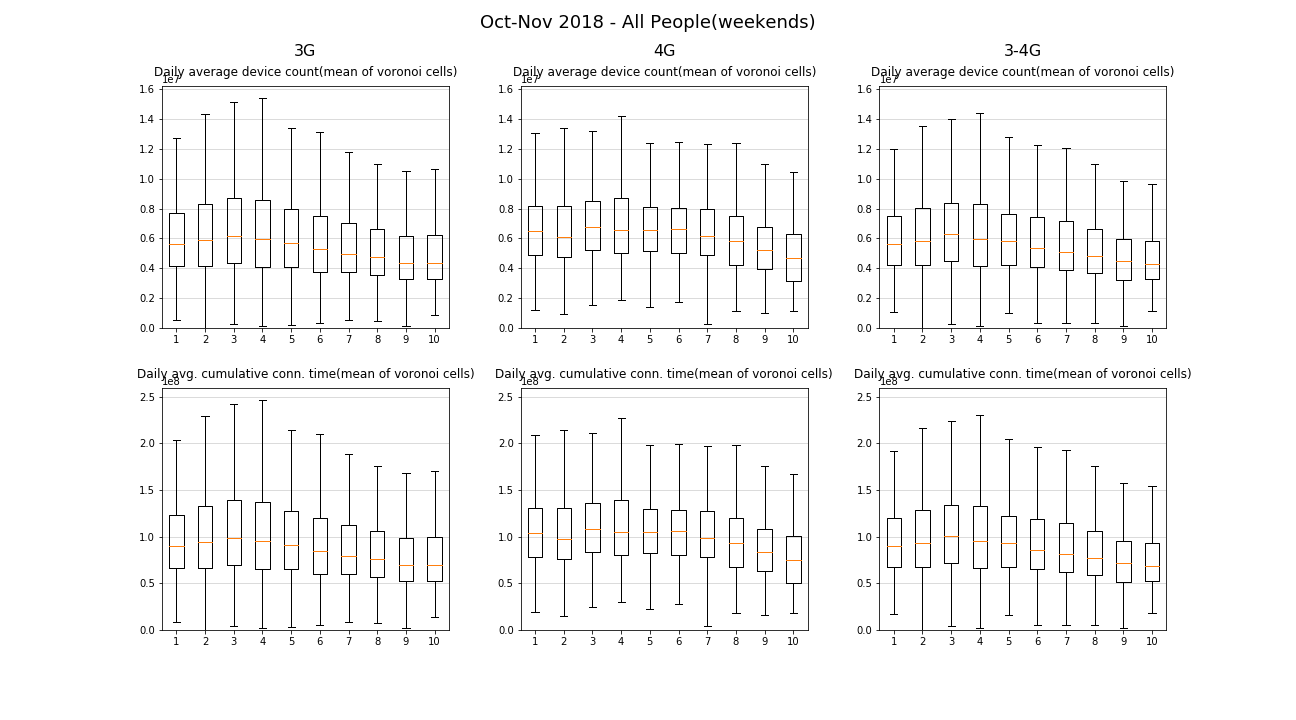 Oct-Nov 2018 - All People(weekends)
3G
4G
3-4G
Daily average device count(mean of voronoi cells)
1e7
1.6
1.4
1.2
1.0
0.8
0.6
0.4
0.2
0.0
1 2 3 4 5 6 7 8 9 10
Daily average device count(mean of voronoi cells)
1e7
1.6
1.4
1.2
1.0
0.8
0.6
0.4
0.2
0.0
1 2 3 4 5 6 7 8 9 10
Daily average device count(mean of voronoi cells)
1e7
1.6
1.4
1.2
1.0
0.8
0.6
0.4
0.2
0.0
1 2 3 4 5 6 7 8 9 10
Daily avg. cumulative conn. time(mean of voronoi cells)
1e8
2.5
2.0
1.5
1.0
0.5
0.0
1 2 3 4 5 6 7 8 9 10
Daily avg. cumulative conn. time(mean of voronoi cells)
1e8
2.5
2.0
1.5
1.0
0.5
0.0
1 2 3 4 5 6 7 8 9 10
Daily avg. cumulative conn. time(mean of voronoi cells)
1e8
2.5
2.0
1.5
1.0
0.5
0.0
1 2 3 4 5 6 7 8 9 10